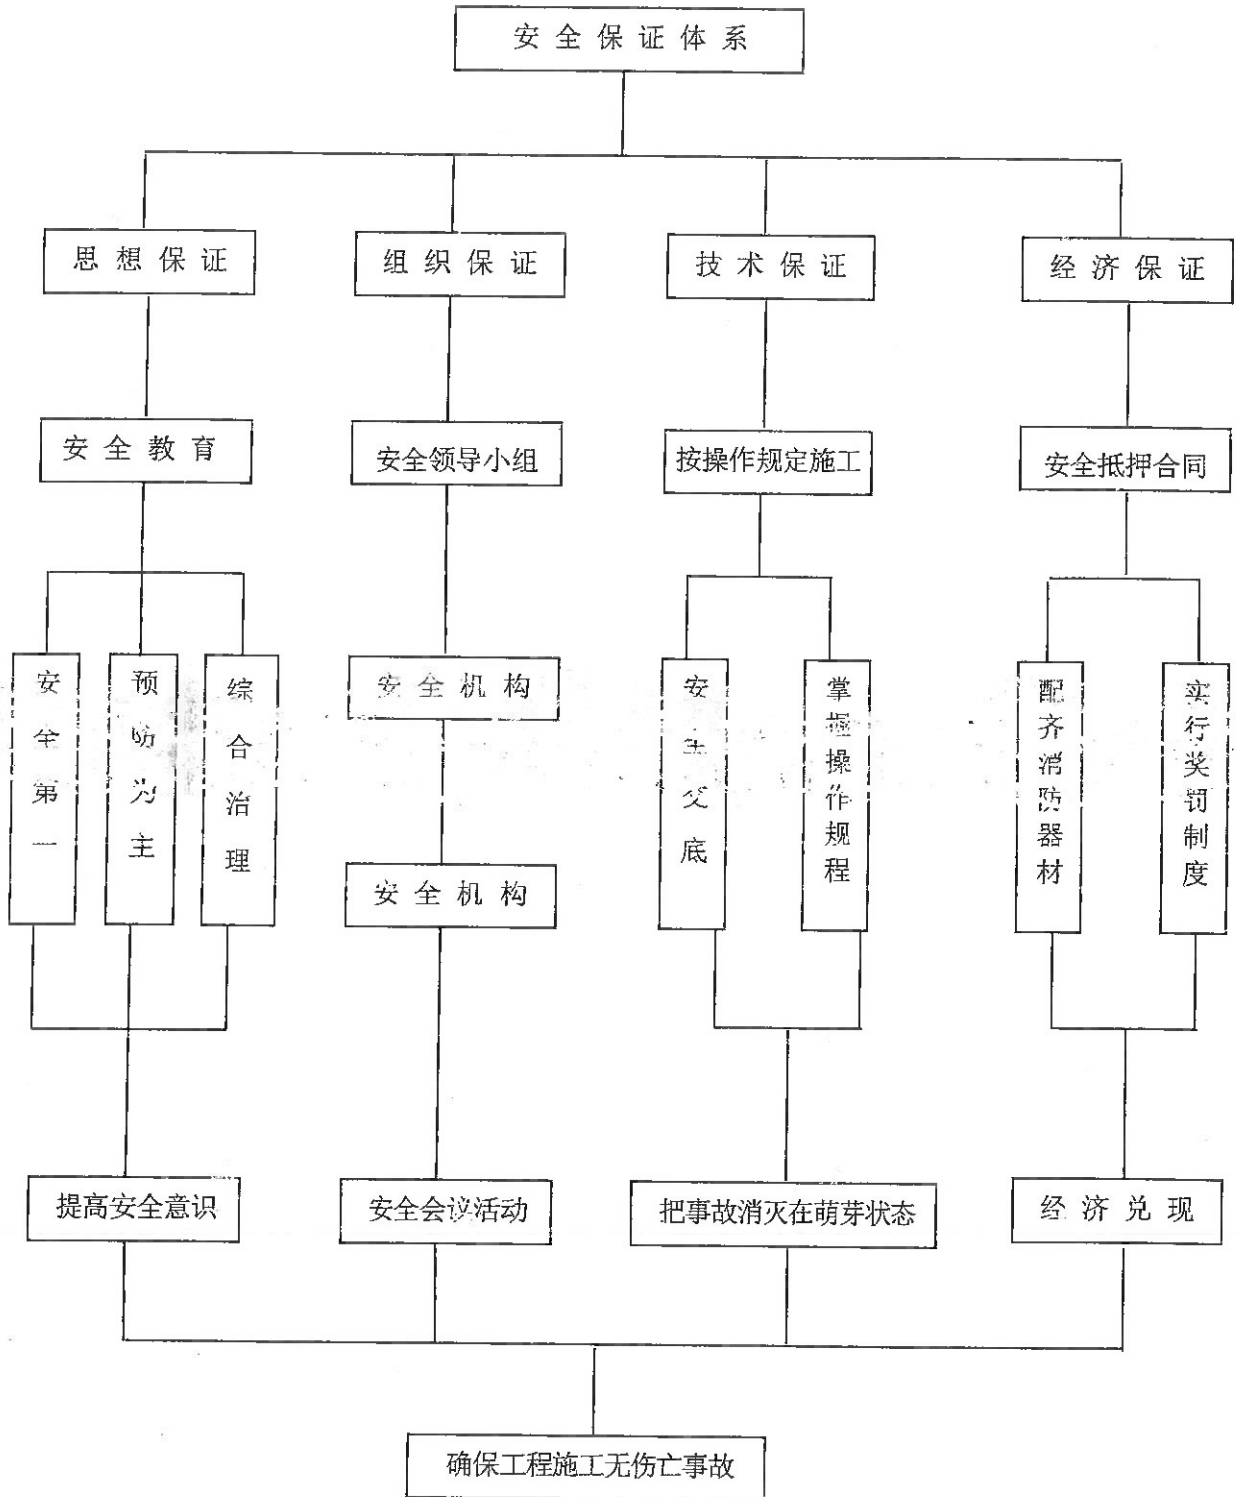 安全保证体系
思想保证
组织保证
技术保证
经济保证
安全教育
安全领导小组
按操作规定施工
安全抵押合同
安全第一
预防为主
综合治理
安全机构
安全交底
掌握操作规程
配齐消防器材
实行奖罚制度
安全机构
提高安全意识
安全会议活动
把事故消灭在萌芽状态
经济兑现
确保工程施工无伤亡事故